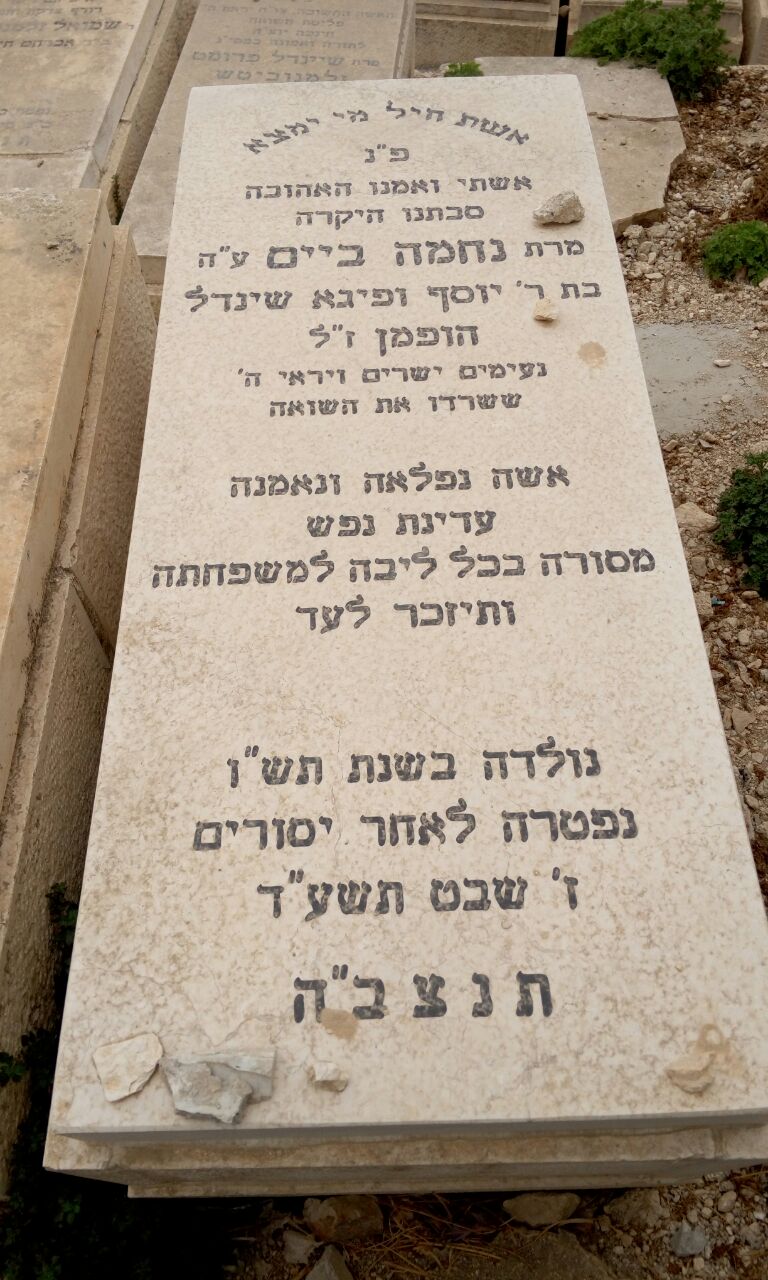 אשת חיל מי ימצא
פ"נ
אשתי ואמנו האהובה
סבתנו היקרה
מרת נחמה ביים ע"ה
בת ר' יוסף ופיגא שינדל
הופמן ז"ל
נעימים ישרים ויראי ה'
ששרדו את השואה
אשה נפלאה ונאמנה
עדינת נפש
מסורה בכל ליבה למשפחתה
ותיזכר לעד
נולדה בשנת תש"ו
נפטרה לאחר יסורים
ז' שבט תשע"ד
תנצב"ה